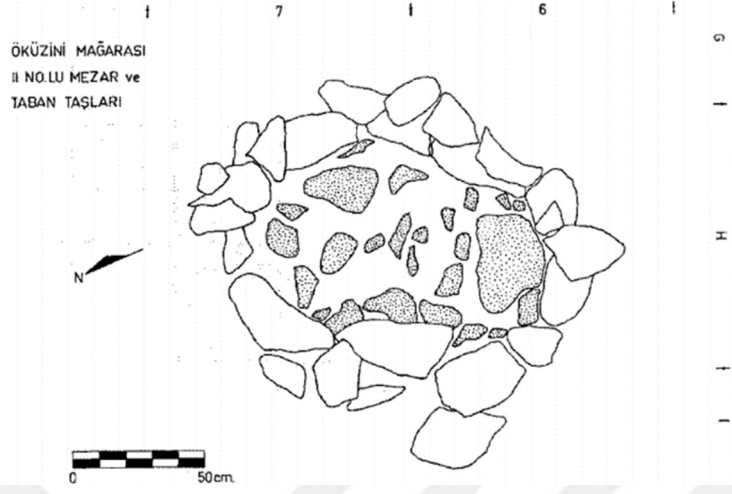 7 6
G
ÖKÜZİNİ MAĞARASI
II NO.LU MEZAR ve
TABAN TAŞLARI
H
N
0 50cm.